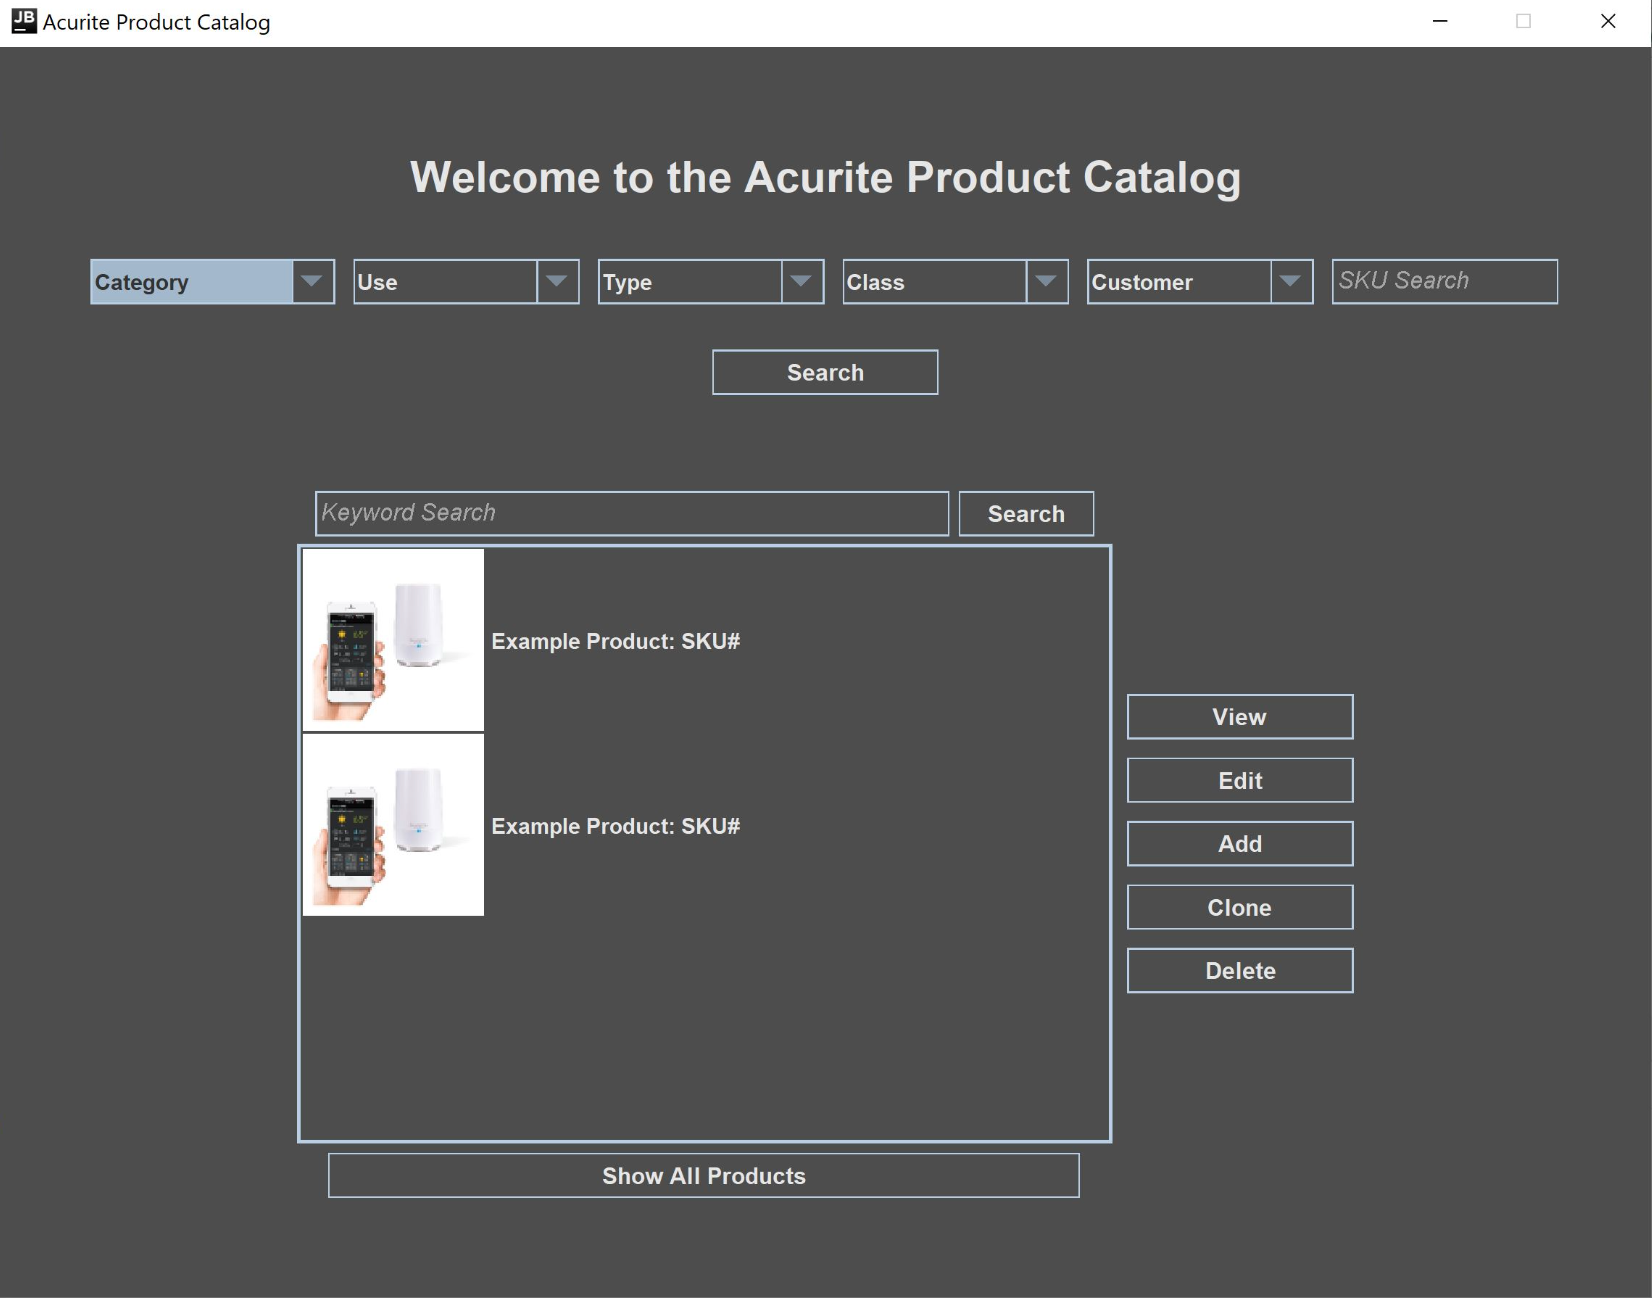 JB
Acurite Product Catalog
Welcome to the Acurite Product Catalog
Category
Use
Type
Class
Customer
SKU Search
Search
Keyword Search
Search
Example Product: SKU#
Example Product: SKU#
View
Edit
Add
Clone
Delete
Show All Products